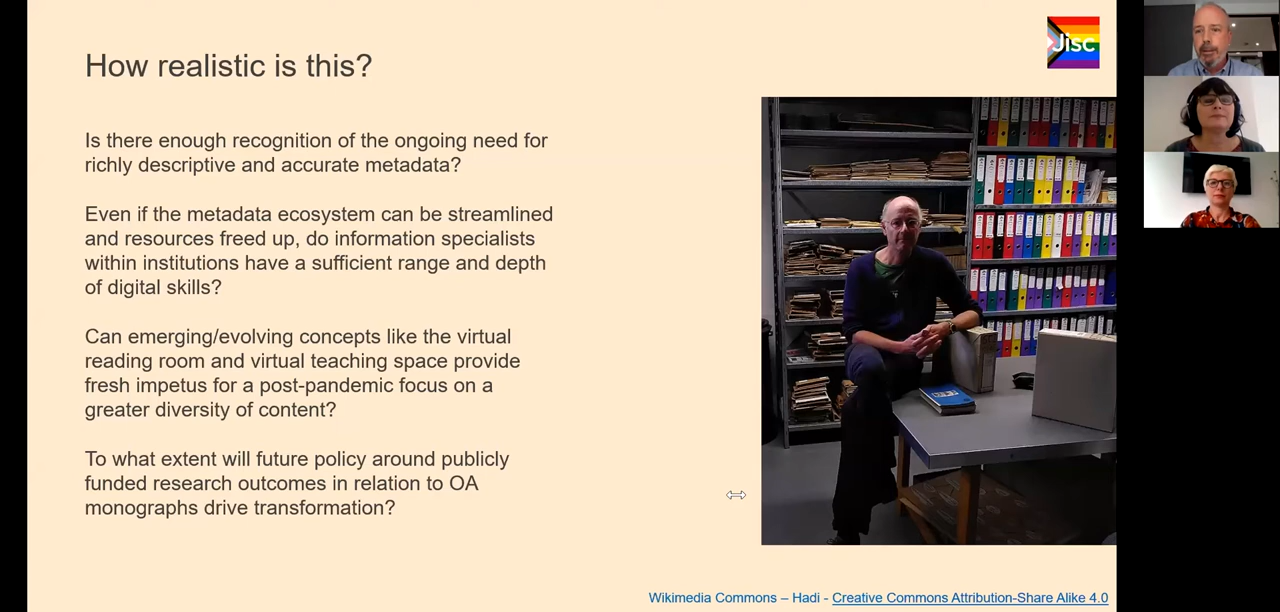 How realistic is this?
Jisc
Is there enough recognition of the ongoing need for
richly descriptive and accurate metadata?
Even if the metadata ecosystem can be streamlined
and resources freed up, do information specialists
within institutions have a sufficient range and depth
of digital skills?
Can emerging/evolving concepts like the virtual
reading room and virtual teaching space provide
fresh impetus for a post-pandemic focus on a
greater diversity of content?
To what extent will future policy around publicly
funded research outcomes in relation to OA
monographs drive transformation?
Wikimedia Commons – Hadi - Creative Commons Attribution-Share Alike 4.0